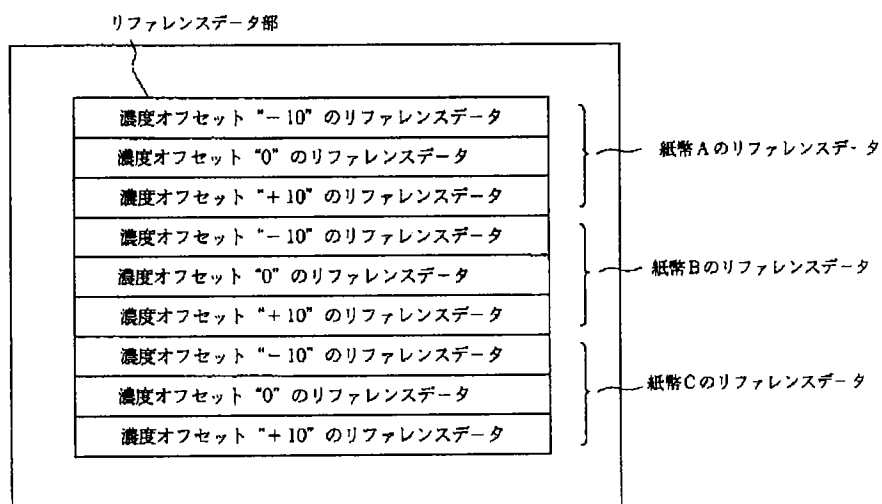 リファレンスデータ部
濃度オフセット “－10” のリファレンスデータ
濃度オフセット “0” のリファレンスデータ
濃度オフセット “＋10” のリファレンスデータ
紙幣Aのリファレンスデータ
濃度オフセット “－10” のリファレンスデータ
濃度オフセット “0” のリファレンスデータ
濃度オフセット “＋10” のリファレンスデータ
紙幣Bのリファレンスデータ
濃度オフセット “－10” のリファレンスデータ
濃度オフセット “0” のリファレンスデータ
濃度オフセット “＋10” のリファレンスデータ
紙幣Cのリファレンスデータ